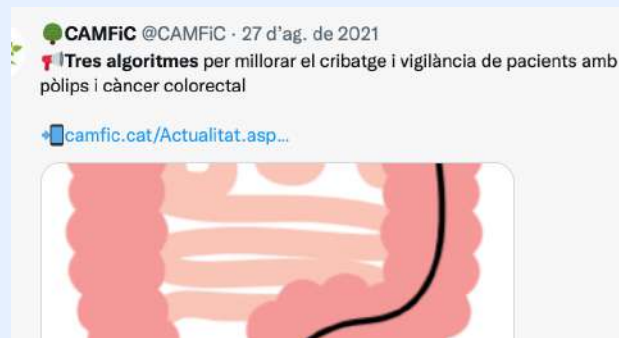 CAMFiC @CAMFiC · 27 d'ag. de 2021
Tres algoritmes per millorar el cribatge i vigilància de pacients amb
pòlips i càncer colorectal
camfic.cat/Actualitat.asp...